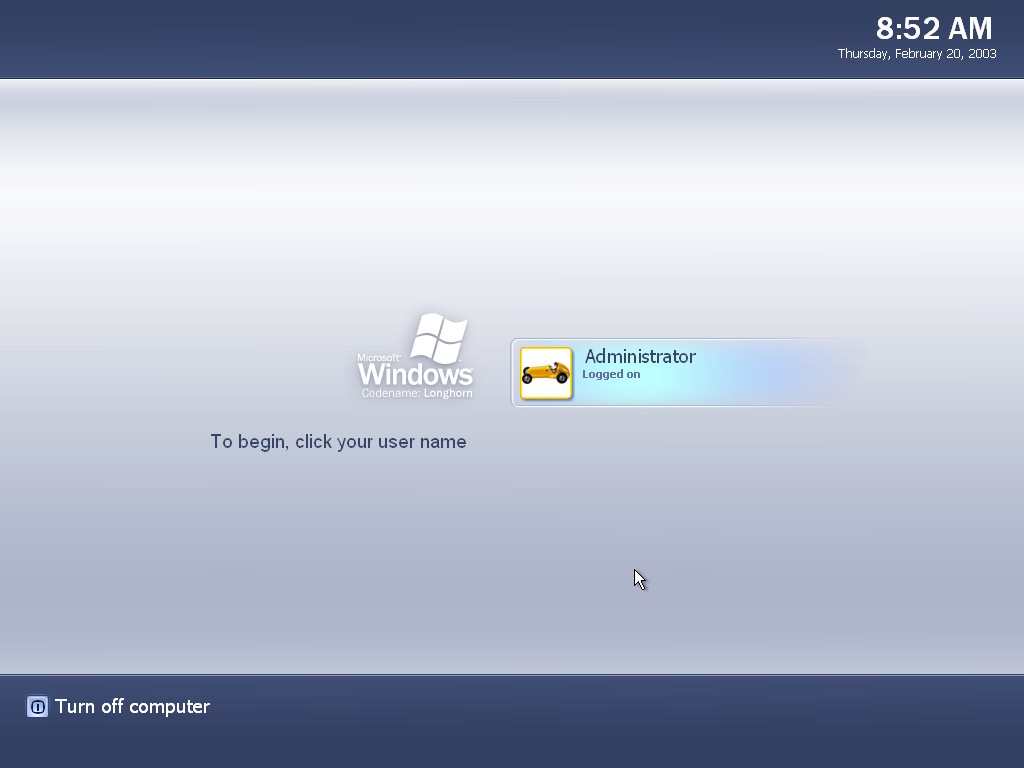 8:52 AM
Thursday, February 20, 2003
Microsoft®
Windows
Codename: Longhorn
Administrator
Logged on
To begin, click your user name
Turn off computer